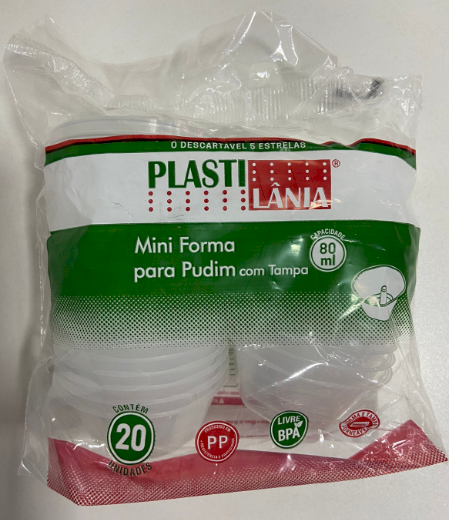 O DESCARTAVEL 5 ESTRELAS
PLASTI
LÂNIA®
Mini Forma
para Pudim com Tampa
CAPACIDADE
80
ml
CONTÉM
20
UNIDADES
PP
LIVRE
BPA